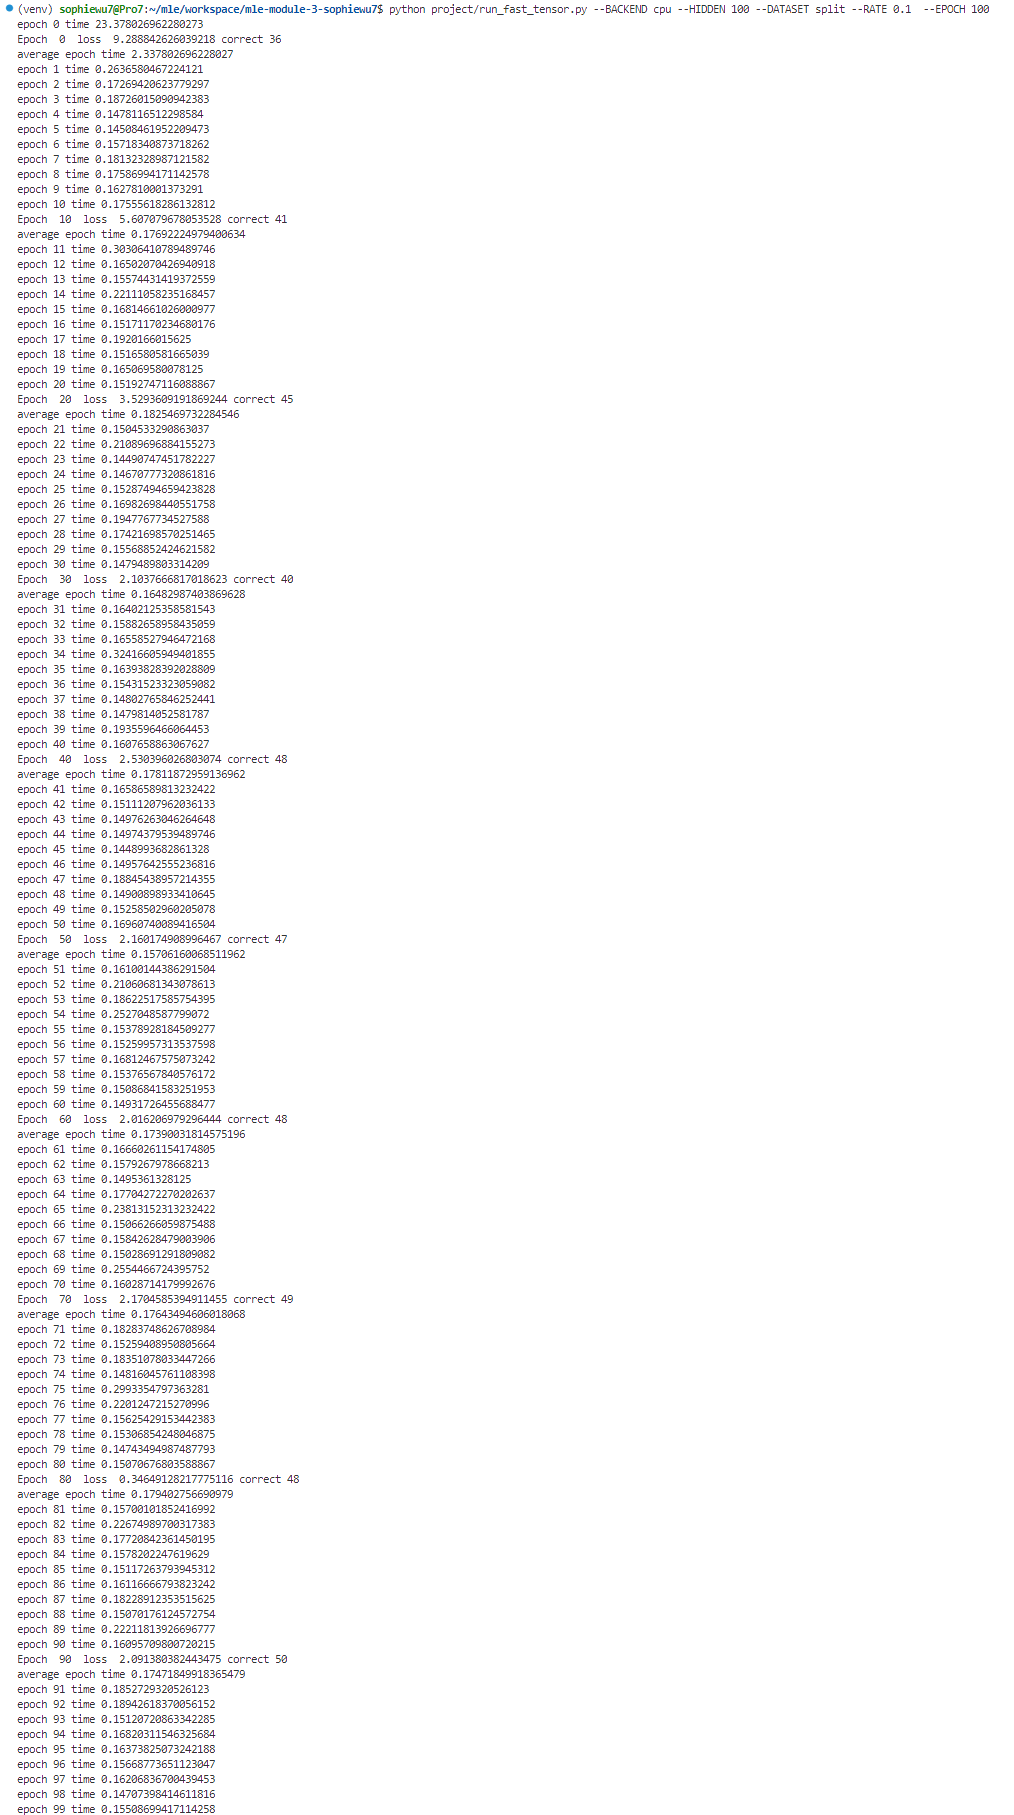 (venv) sophiewu7@Pro7:~/mle/workspace/mle-module-3-sophiewu7$ python project/run_fast_tensor.py --BACKEND cpu --HIDDEN 100 --DATASET split --RATE 0.1  --EPOCH 100
epoch 0 time 23.378026962280273
Epoch  0  loss  9.288842626039218 correct 36
average epoch time 2.337802696228027
epoch 1 time 0.2636580467224121
epoch 2 time 0.17269420623779297
epoch 3 time 0.18726015090942383
epoch 4 time 0.1478116512298584
epoch 5 time 0.14508461952209473
epoch 6 time 0.15718340873718262
epoch 7 time 0.18132328987121582
epoch 8 time 0.17586994171142578
epoch 9 time 0.1627810001373291
epoch 10 time 0.17555618286132812
Epoch  10  loss  5.607079678053528 correct 41
average epoch time 0.17692224979400634
epoch 11 time 0.30306410789489746
epoch 12 time 0.16502070426940918
epoch 13 time 0.15574431419372559
epoch 14 time 0.22111058235168457
epoch 15 time 0.16814661026000977
epoch 16 time 0.15171170234680176
epoch 17 time 0.1920166015625
epoch 18 time 0.1516580581665039
epoch 19 time 0.165069580078125
epoch 20 time 0.15192747116088867
Epoch  20  loss  3.5293609191869244 correct 45
average epoch time 0.1825469732284546
epoch 21 time 0.1504533290863037
epoch 22 time 0.21089696884155273
epoch 23 time 0.14490747451782227
epoch 24 time 0.14670777320861816
epoch 25 time 0.15287494659423828
epoch 26 time 0.16982698440551758
epoch 27 time 0.1947767734527588
epoch 28 time 0.17421698570251465
epoch 29 time 0.15568852424621582
epoch 30 time 0.1479489803314209
Epoch  30  loss  2.1037666817018623 correct 40
average epoch time 0.16482987403869628
epoch 31 time 0.16402125358581543
epoch 32 time 0.15882658958435059
epoch 33 time 0.16558527946472168
epoch 34 time 0.32416605949401855
epoch 35 time 0.16393828392028809
epoch 36 time 0.15431523323059082
epoch 37 time 0.14802765846252441
epoch 38 time 0.1479814052581787
epoch 39 time 0.1935596466064453
epoch 40 time 0.1607658863067627
Epoch  40  loss  2.530396026803074 correct 48
average epoch time 0.17811872959136962
epoch 41 time 0.16586589813232422
epoch 42 time 0.15111207962036133
epoch 43 time 0.14976263046264648
epoch 44 time 0.14974379539489746
epoch 45 time 0.1448993682861328
epoch 46 time 0.14957642555236816
epoch 47 time 0.18845438957214355
epoch 48 time 0.14900898933410645
epoch 49 time 0.15258502960205078
epoch 50 time 0.16960740089416504
Epoch  50  loss  2.160174908996467 correct 47
average epoch time 0.15706160068511962
epoch 51 time 0.16100144386291504
epoch 52 time 0.21060681343078613
epoch 53 time 0.18622517585754395
epoch 54 time 0.2527048587799072
epoch 55 time 0.15378928184509277
epoch 56 time 0.15259957313537598
epoch 57 time 0.16812467575073242
epoch 58 time 0.15376567840576172
epoch 59 time 0.15086841583251953
epoch 60 time 0.14931726455688477
Epoch  60  loss  2.016206979296444 correct 48
average epoch time 0.17390031814575196
epoch 61 time 0.16660261154174805
epoch 62 time 0.1579267978668213
epoch 63 time 0.1495361328125
epoch 64 time 0.17704272270202637
epoch 65 time 0.23813152313232422
epoch 66 time 0.15066266059875488
epoch 67 time 0.15842628479003906
epoch 68 time 0.15028691291809082
epoch 69 time 0.2554466724395752
epoch 70 time 0.16028714179992676
Epoch  70  loss  2.1704585394911455 correct 49
average epoch time 0.17643494606018068
epoch 71 time 0.18283748626708984
epoch 72 time 0.15259408950805664
epoch 73 time 0.18351078033447266
epoch 74 time 0.14816045761108398
epoch 75 time 0.2993354797363281
epoch 76 time 0.2201247215270996
epoch 77 time 0.15625429153442383
epoch 78 time 0.15306854248046875
epoch 79 time 0.14743494987487793
epoch 80 time 0.15070676803588867
Epoch  80  loss  0.34649128217775116 correct 48
average epoch time 0.179402756690979
epoch 81 time 0.15700101852416992
epoch 82 time 0.22674989700317383
epoch 83 time 0.17720842361450195
epoch 84 time 0.1578202247619629
epoch 85 time 0.15117263793945312
epoch 86 time 0.16116666793823242
epoch 87 time 0.18228912353515625
epoch 88 time 0.15070176124572754
epoch 89 time 0.22211813926696777
epoch 90 time 0.16095709800720215
Epoch  90  loss  2.091380382443475 correct 50
average epoch time 0.17471849918365479
epoch 91 time 0.1852729320526123
epoch 92 time 0.18942618370056152
epoch 93 time 0.15120720863342285
epoch 94 time 0.16820311546325684
epoch 95 time 0.16373825073242188
epoch 96 time 0.15668773651123047
epoch 97 time 0.16206836700439453
epoch 98 time 0.14707398414611816
epoch 99 time 0.15508699417114258